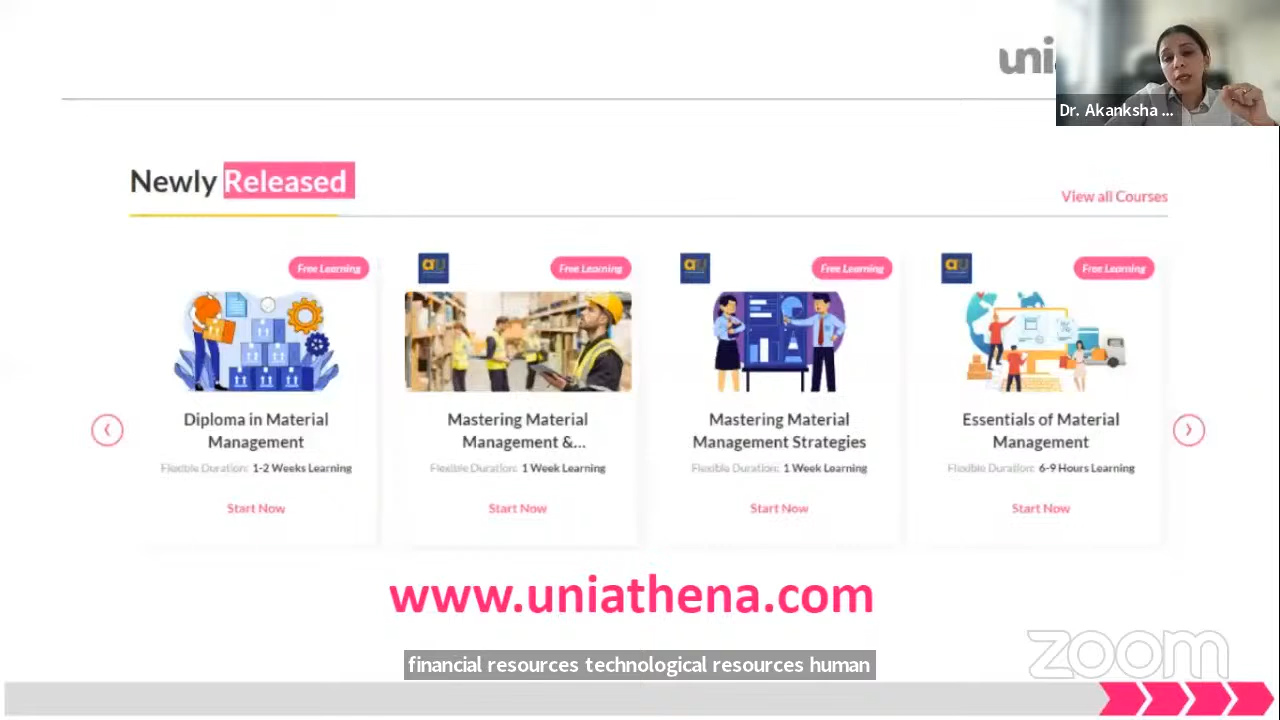 uni
Dr. Akanksha ...
Newly Released
View all Courses
Free Learning
Free Learning
Free Learning
Free Learning
Diploma in Material
Management
Flexible Duration: 1-2 Weeks Learning
Start Now
Mastering Material
Management &...
Flexible Duration: 1 Week Learning
Start Now
Mastering Material
Management Strategies
Flexible Duration: 1 Week Learning
Start Now
Essentials of Material
Management
Flexible Duration: 6-9 Hours Learning
Start Now
www.uniathena.com
zoom
financial resources technological resources human